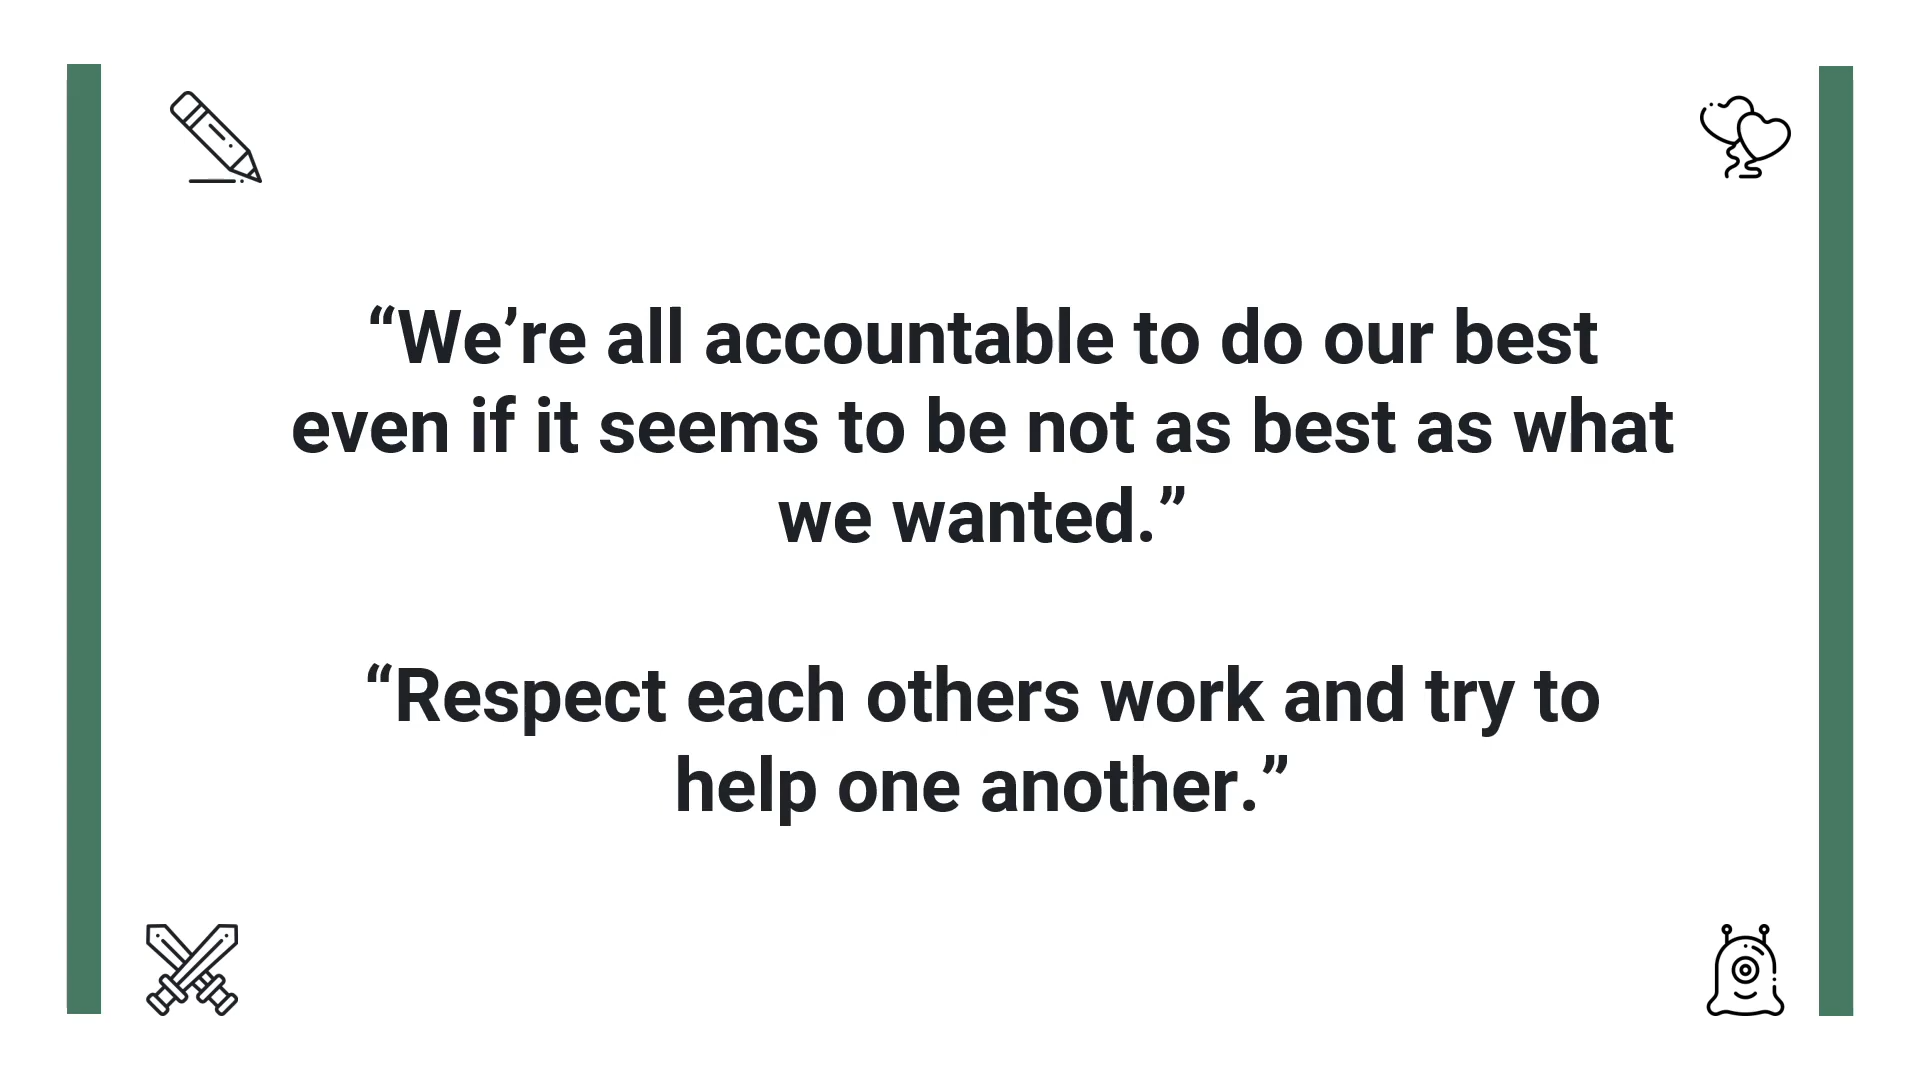 “We’re all accountable to do our best
even if it seems to be not as best as what
we wanted.”
“Respect each others work and try to
help one another.”